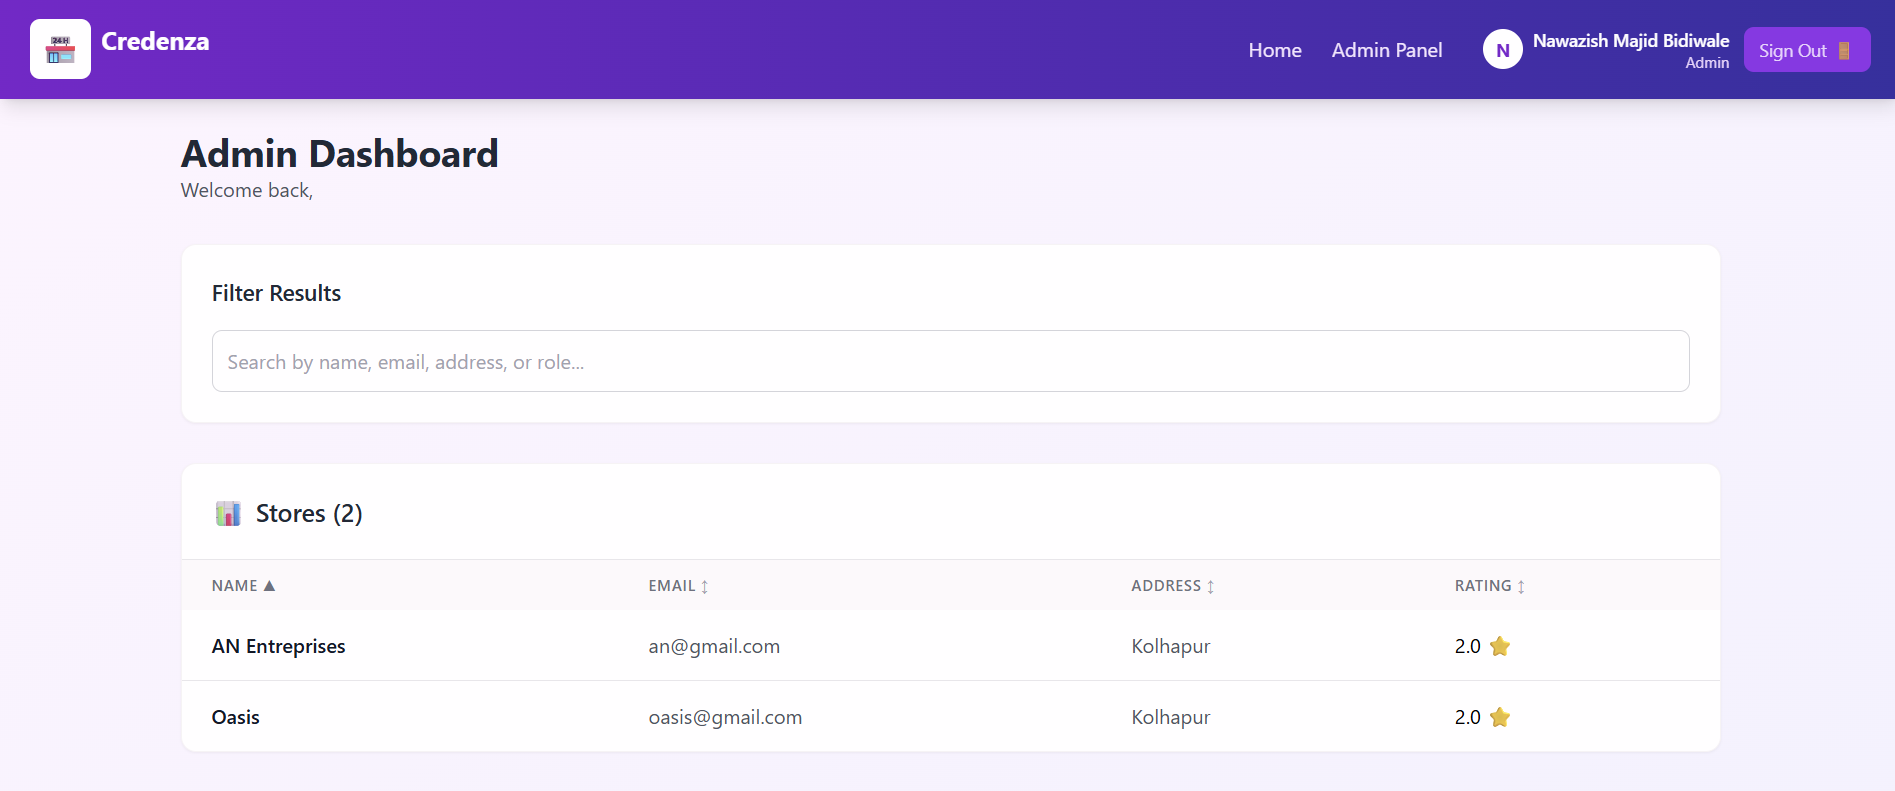 24H
Credenza
Home
Admin Panel
N
Nawazish Majid Bidiwale
Admin
Sign Out
Admin Dashboard
Welcome back,
Filter Results
Search by name, email, address, or role...
Stores (2)
NAME ▲ EMAIL ↕ ADDRESS ↕ RATING ↕
AN Entreprises an@gmail.com Kolhapur 2.0 ⭐
Oasis oasis@gmail.com Kolhapur 2.0 ⭐